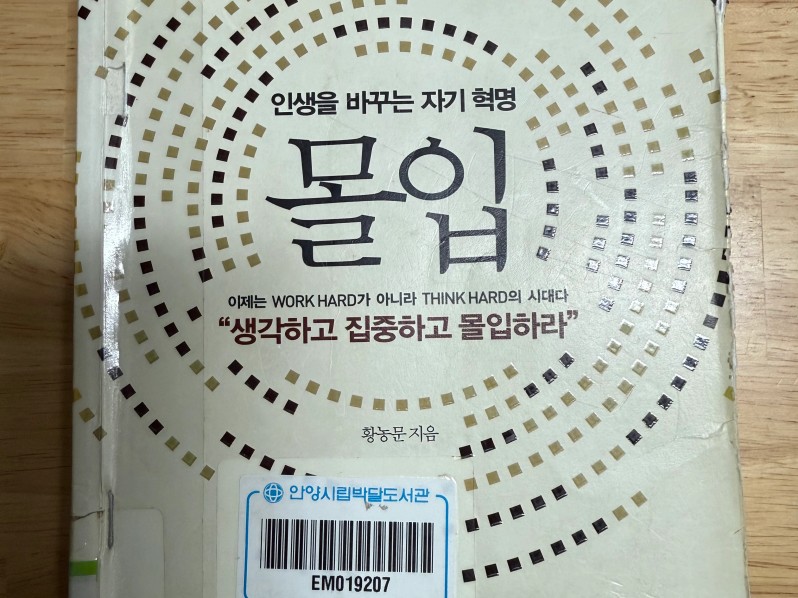 인생을 바꾸는 자기 혁명
몰입
이제는 WORK HARD가 아니라 THINK HARD의 시대다
“생각하고 집중하고 몰입하라”
황농문 지음
안양시립박달도서관
EM019207